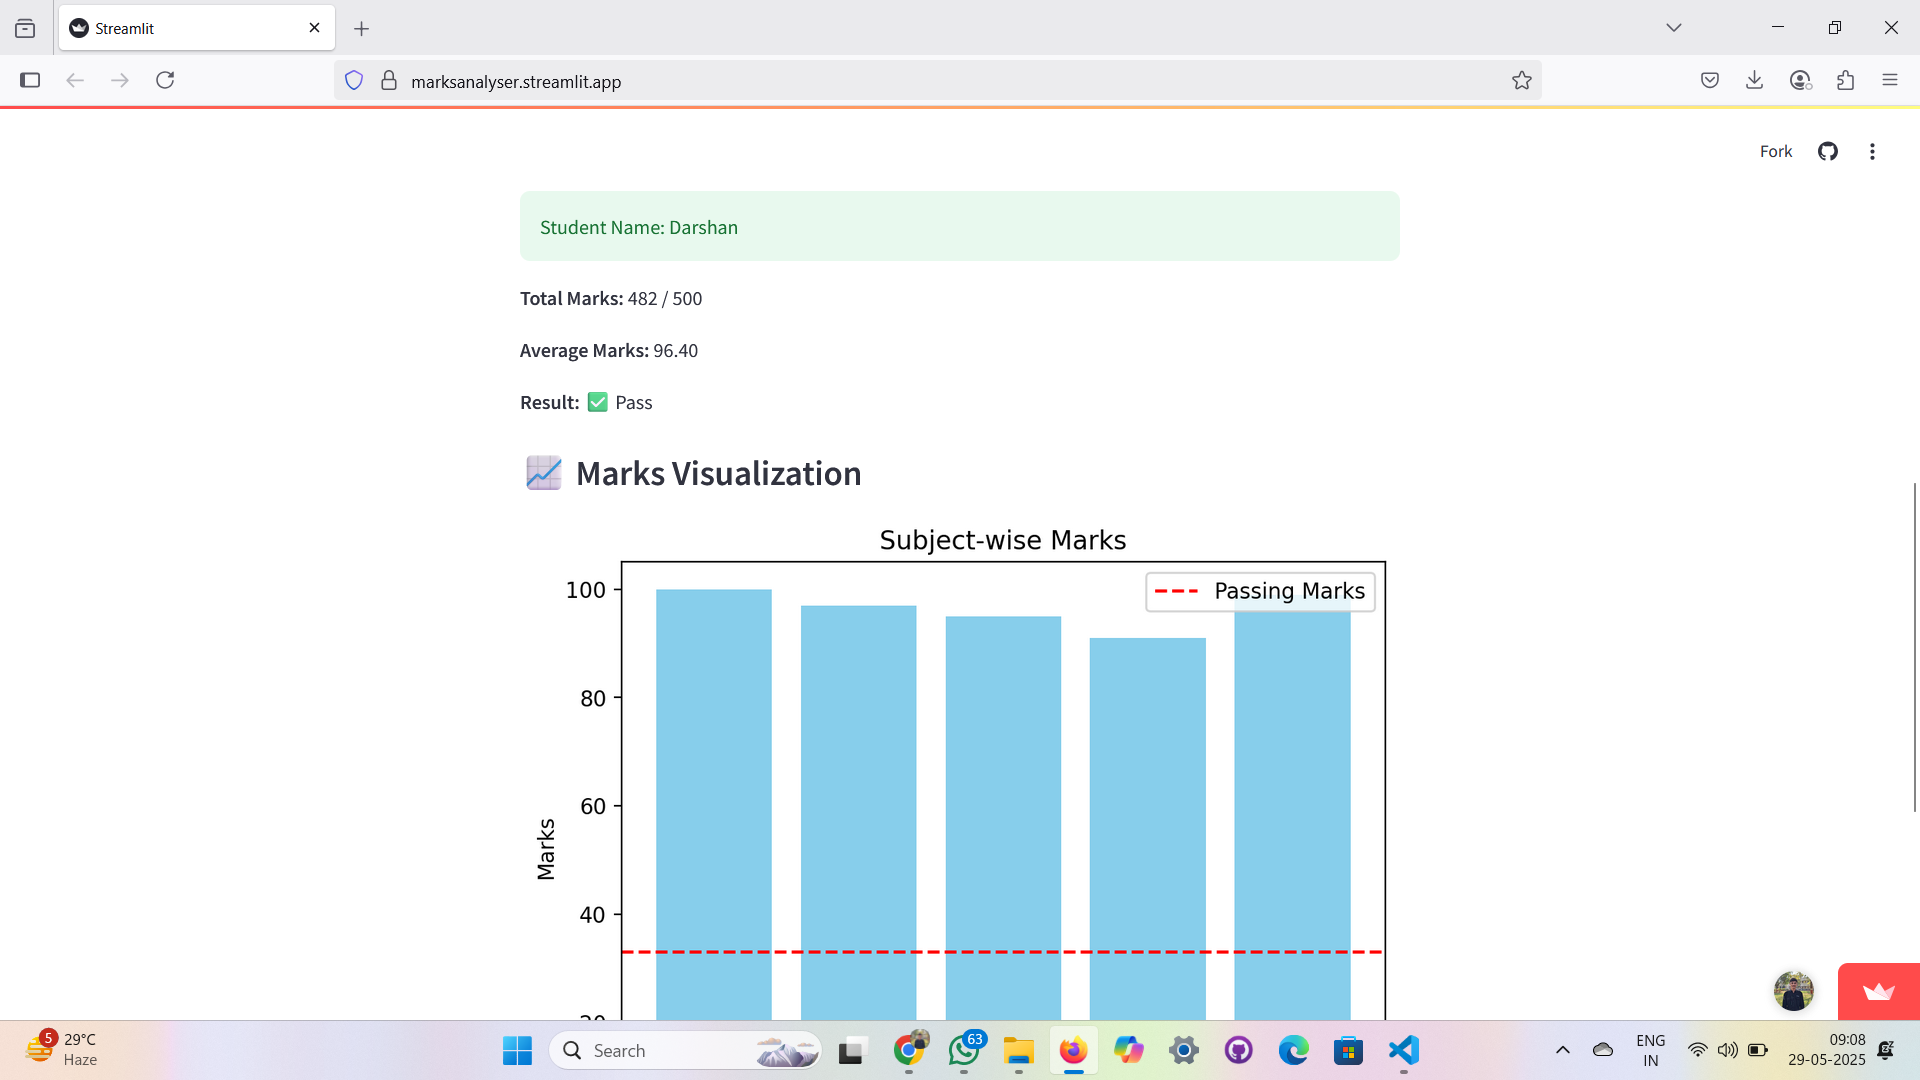 Streamlit
marksanalyser.streamlit.app
Fork
Student Name: Darshan
Total Marks: 482 / 500
Average Marks: 96.40
Result: ✅ Pass
📈 Marks Visualization
Subject-wise Marks
Passing Marks
100
80
60
40
20
Marks
5
29°C
Haze
Search
63
ENG
IN
09:08
29-05-2025